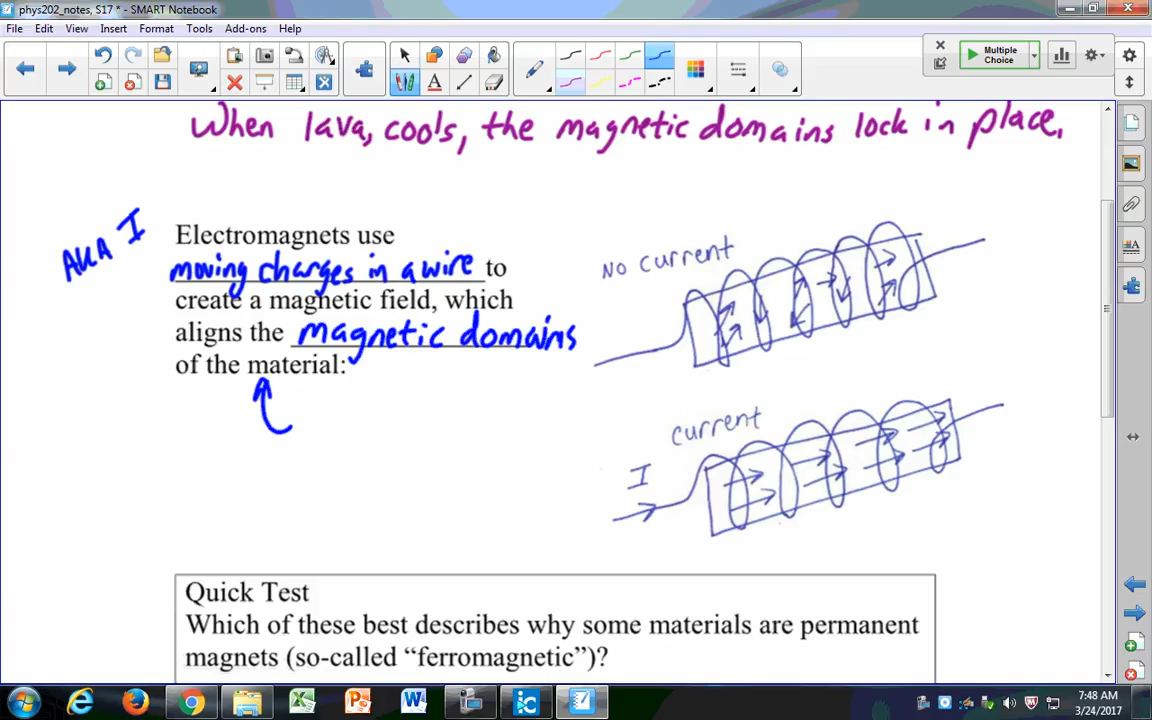 phys202_notes, S17 * - SMART Notebook
File Edit View Insert Format Tools Add-ons Help
Multiple
Choice
When lava, cools, the magnetic domains lock in place.
AKA I
Electromagnets use
moving charges in a wire to
create a magnetic field, which
aligns the magnetic domains
of the material:
No current
current
I
Quick Test
Which of these best describes why some materials are permanent
magnets (so-called “ferromagnetic”)?
7:48 AM
3/24/2017